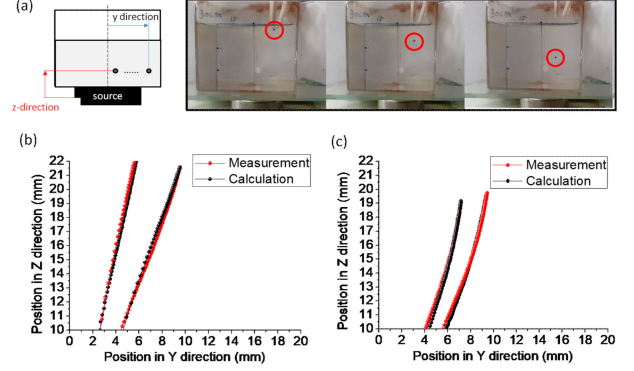 (a)
y direction
......
z-direction
source
(b)
Measurement
Calculation
Position in Z direction (mm)
22
21
20
19
18
17
16
15
14
13
12
11
10
0 2 4 6 8 10 12 14 16 18 20
Position in Y direction (mm)
(c)
Measurement
Calculation
Position in Z direction (mm)
22
21
20
19
18
17
16
15
14
13
12
11
10
0 2 4 6 8 10 12 14 16 18 20
Position in Y direction (mm)